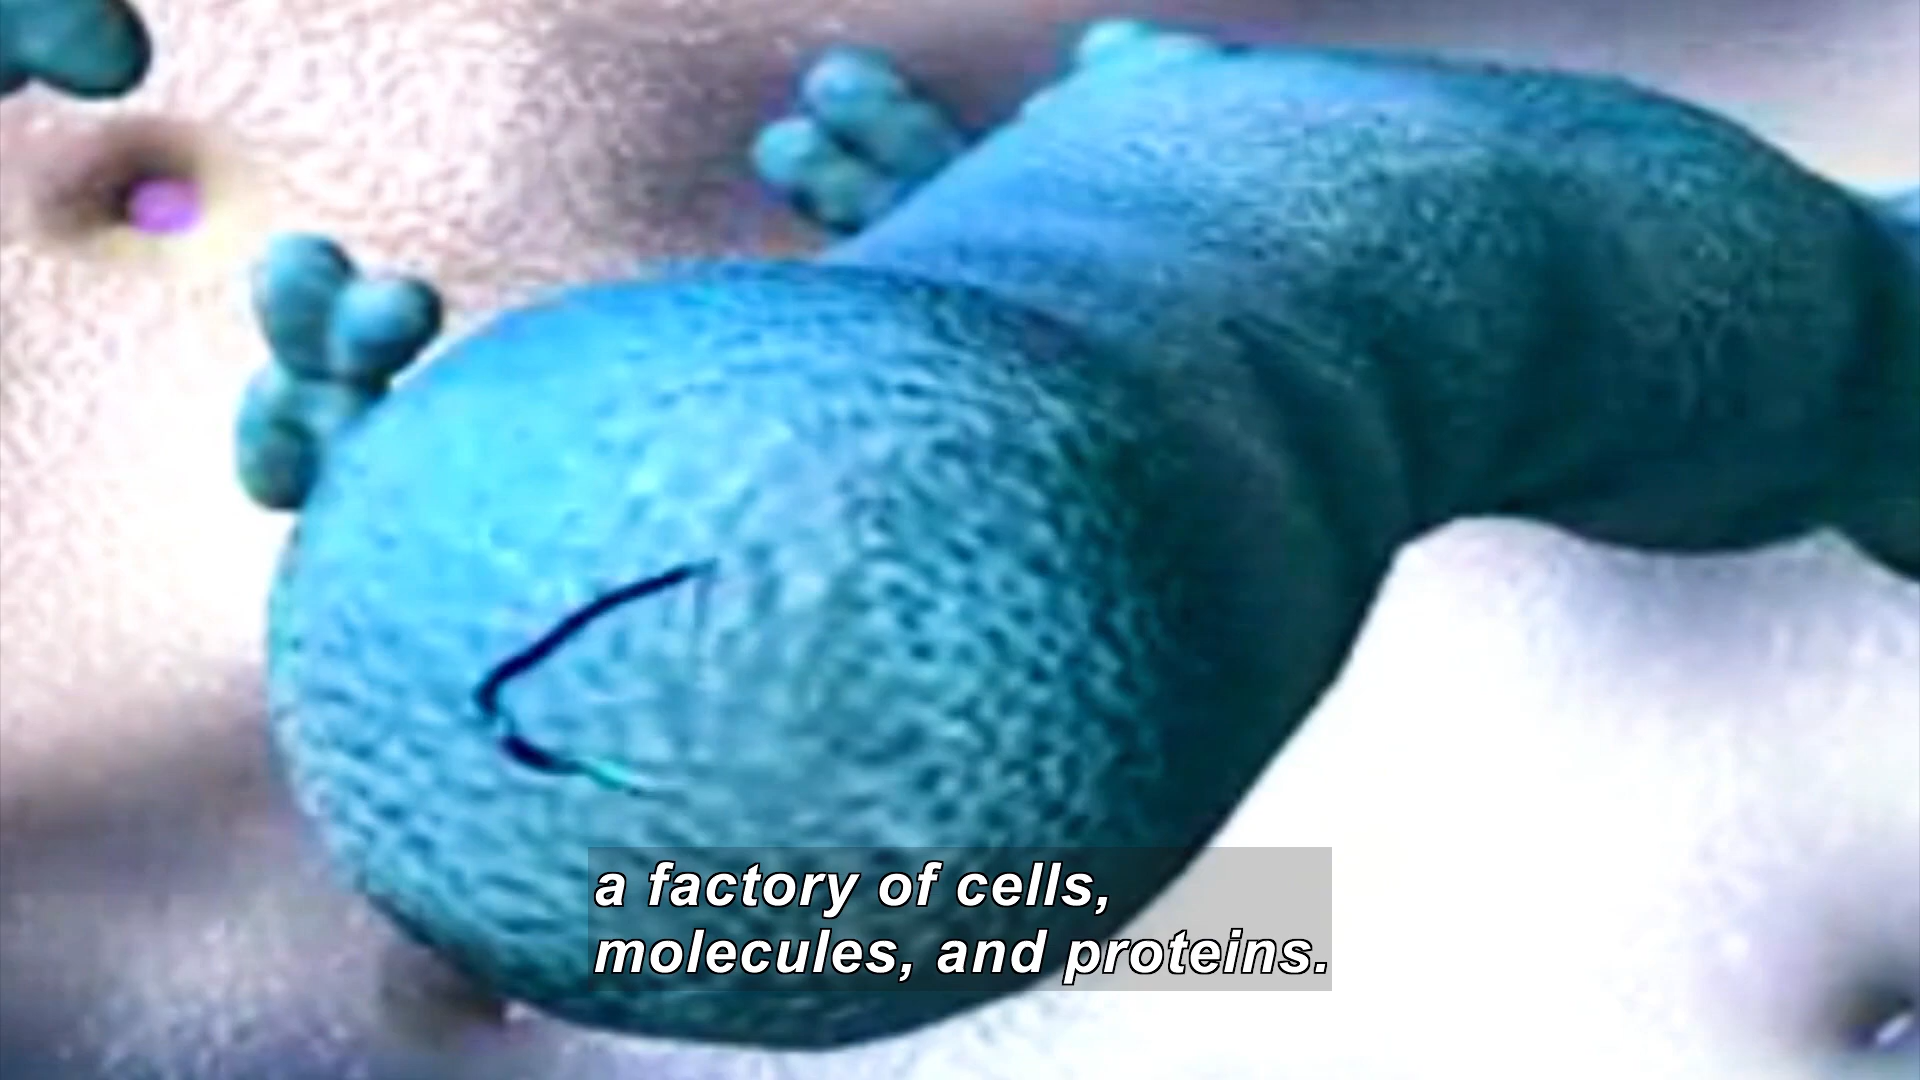 a factory of cells,
molecules, and proteins.